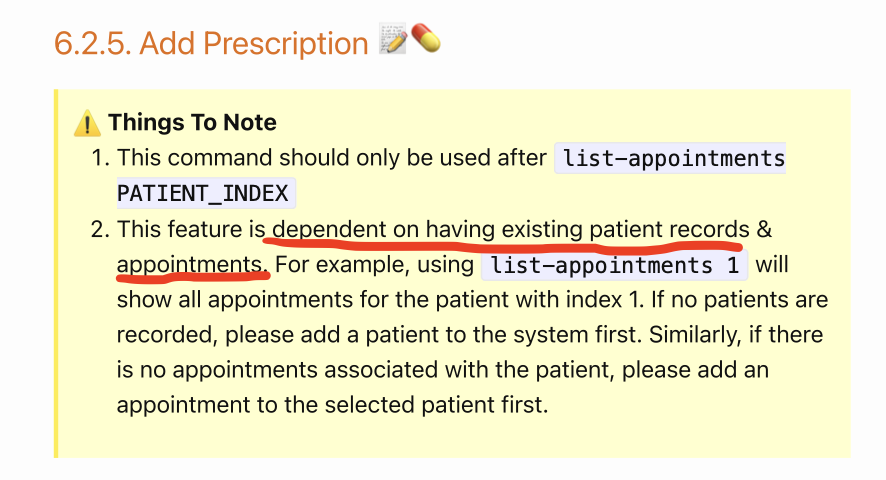 6.2.5. Add Prescription 📝💊
⚠️ Things To Note
1. This command should only be used after list-appointments
PATIENT_INDEX
2. This feature is dependent on having existing patient records &
appointments. For example, using list-appointments 1 will
show all appointments for the patient with index 1. If no patients are
recorded, please add a patient to the system first. Similarly, if there
is no appointments associated with the patient, please add an
appointment to the selected patient first.